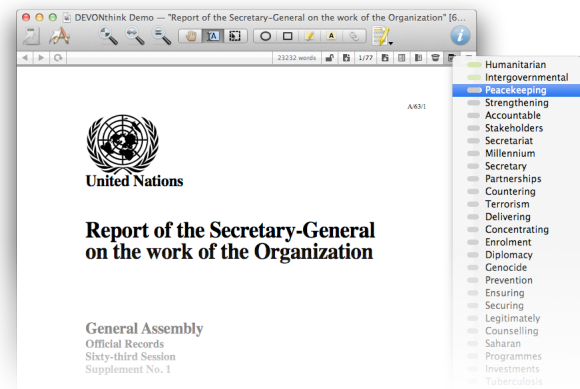 DEVONthink Demo — "Report of the Secretary-General on the work of the Organization" [6...
23232 words
1/77
A/63/1
United Nations
Report of the Secretary-General
on the work of the Organization
General Assembly
Official Records
Sixty-third Session
Supplement No. 1
Humanitarian
Intergovernmental
Peacekeeping
Strengthening
Accountable
Stakeholders
Secretariat
Millennium
Secretary
Partnerships
Countering
Terrorism
Delivering
Concentrating
Enrolment
Diplomacy
Genocide
Prevention
Ensuring
Securing
Legitimately
Counselling
Saharan
Programmes
Investments
Tuberculosis